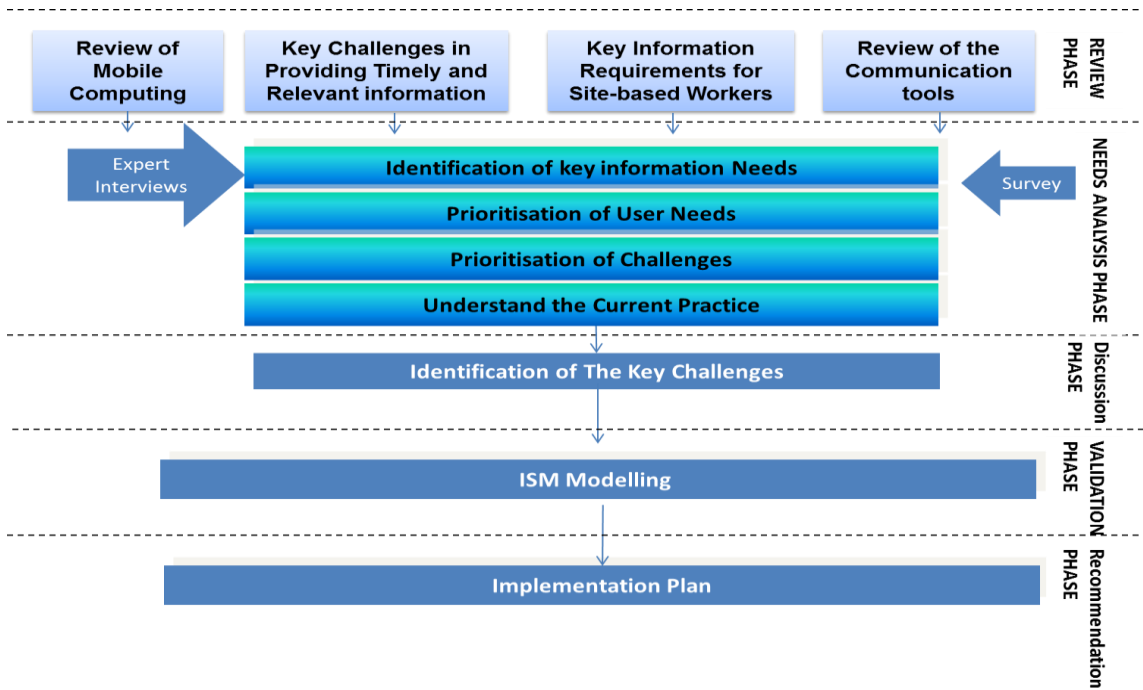 Review of
Mobile
Computing
Key Challenges in
Providing Timely and
Relevant information
Key Information
Requirements for
Site-based Workers
Review of the
Communication
tools
REVIEW
PHASE
Expert
Interviews
Identification of key information Needs
Prioritisation of User Needs
Prioritisation of Challenges
Understand the Current Practice
Survey
NEEDS ANALYSIS PHASE
Identification of The Key Challenges
Discussion
PHASE
ISM Modelling
VALIDATION
PHASE
Implementation Plan
Recommendation
PHASE